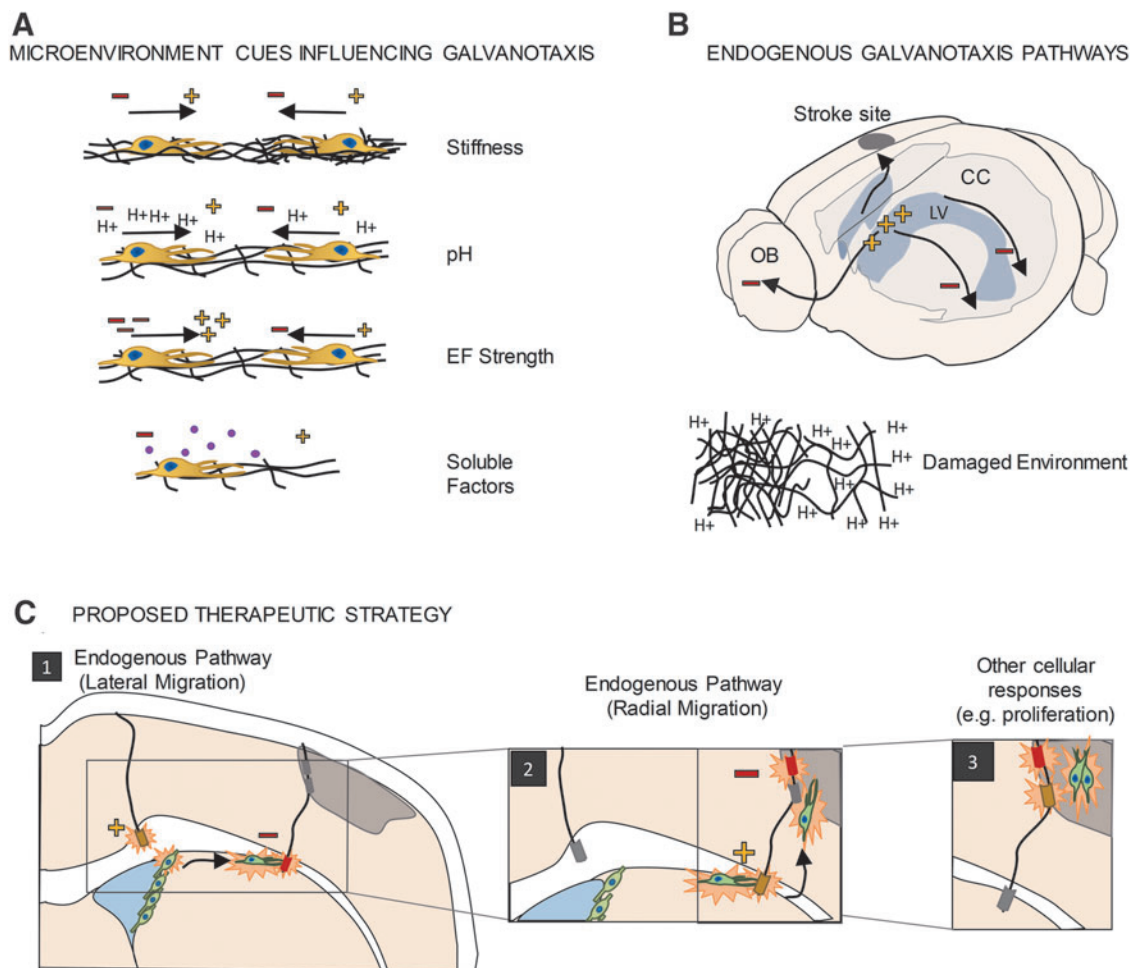 A
MICROENVIRONMENT CUES INFLUENCING GALVANOTAXIS
Stiffness
H+ H+ H+ H+ H+ H+
H+ H+
pH
EF Strength
Soluble
Factors
B
ENDOGENOUS GALVANOTAXIS PATHWAYS
Stroke site
CC
LV
OB
H+ H+ H+ H+
H+
H+
H+
H+
H+ H+ H+
Damaged Environment
C PROPOSED THERAPEUTIC STRATEGY
1 Endogenous Pathway
(Lateral Migration)
Endogenous Pathway
(Radial Migration)
2
Other cellular
responses
(e.g. proliferation)
3